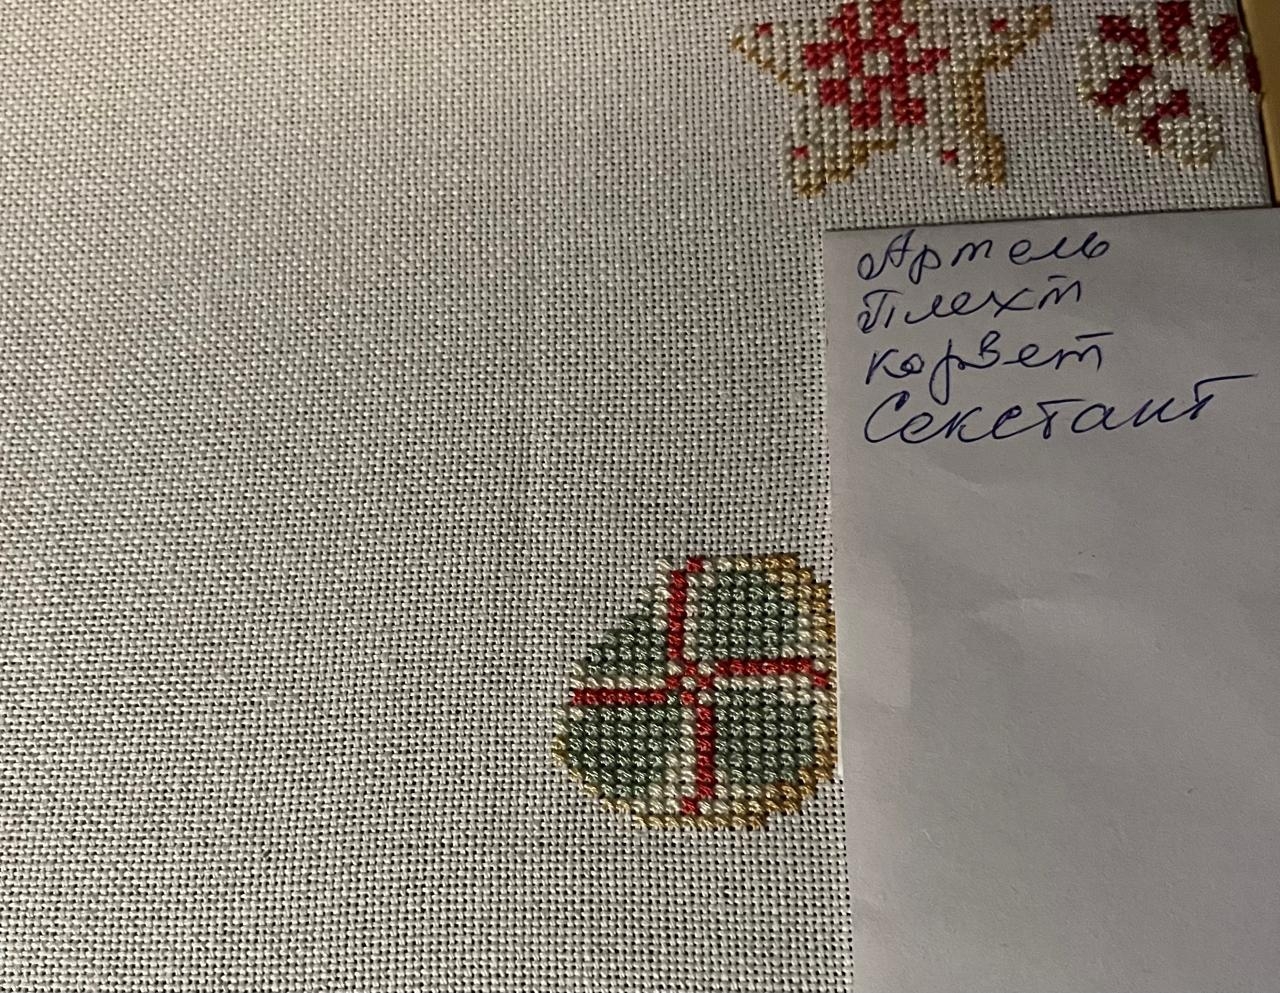 Артель
Плехт
корвет
Секстант